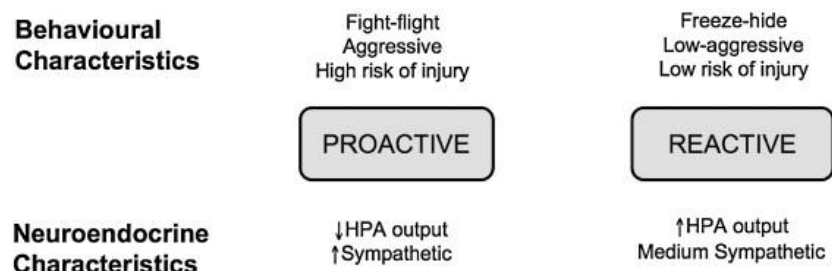 Behavioural
Characteristics
Fight-flight
Aggressive
High risk of injury
Freeze-hide
Low-aggressive
Low risk of injury
PROACTIVE
REACTIVE
Neuroendocrine
Characteristics
↓HPA output
↑Sympathetic
↑HPA output
Medium Sympathetic